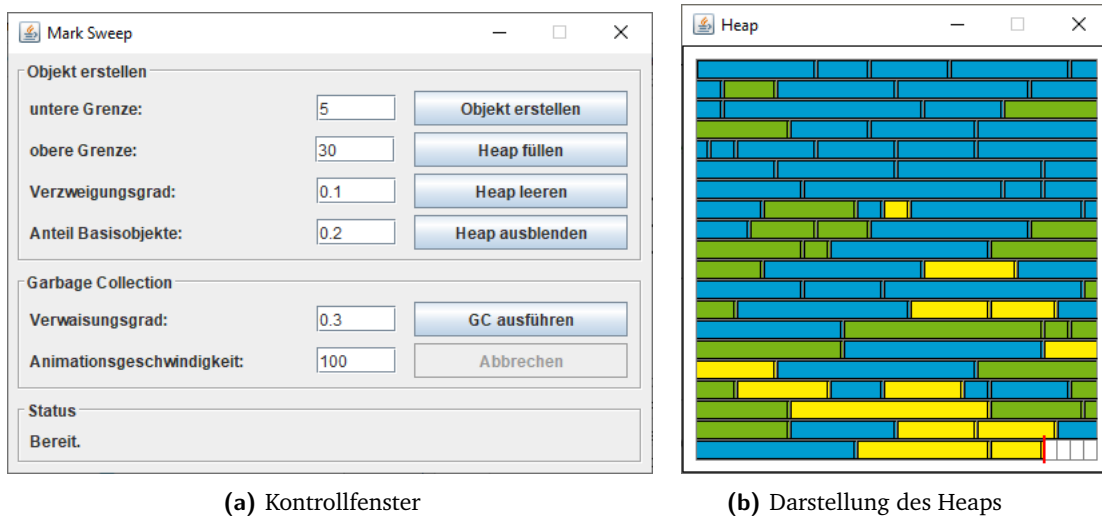 Mark Sweep
Objekt erstellen
untere Grenze: 5 Objekt erstellen
obere Grenze: 30 Heap füllen
Verzweigungsgrad: 0.1 Heap leeren
Anteil Basisobjekte: 0.2 Heap ausblenden
Garbage Collection
Verwaisungsgrad: 0.3 GC ausführen
Animationsgeschwindigkeit: 100 Abbrechen
Status
Bereit.
(a) Kontrollfenster
Heap
(b) Darstellung des Heaps